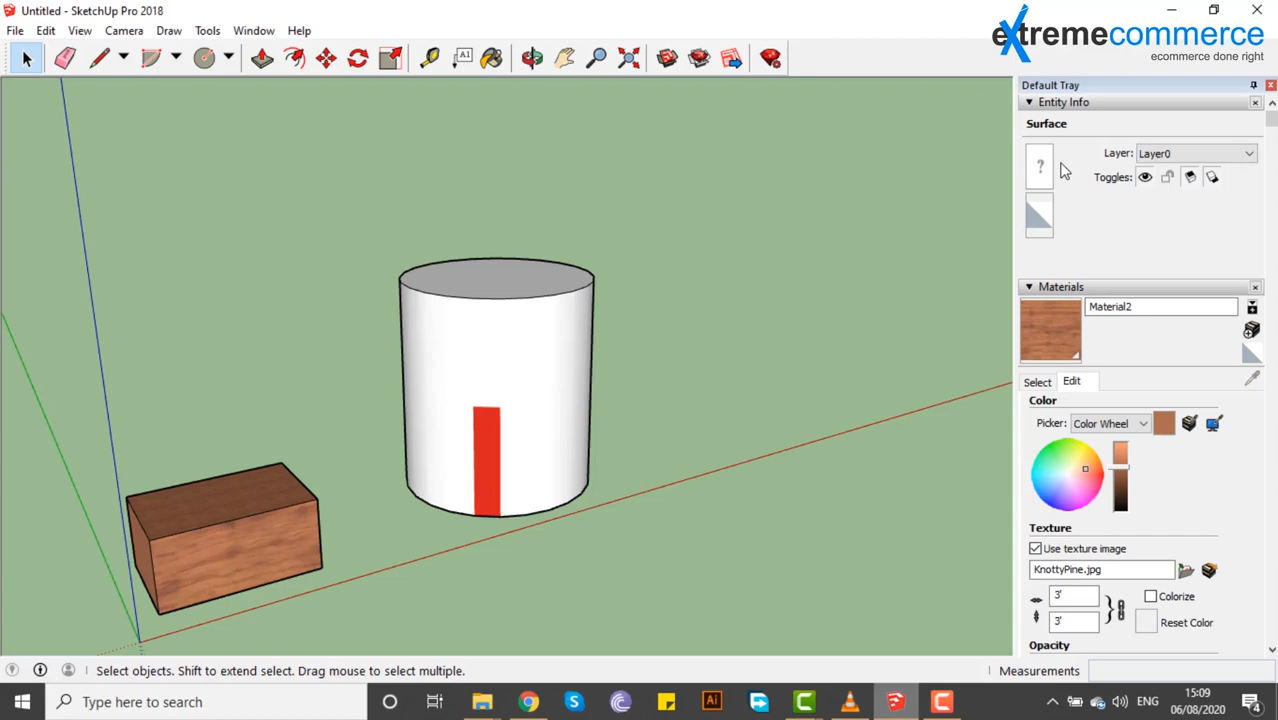 Untitled - SketchUp Pro 2018
extremecommerce
ecommerce done right
File Edit View Camera Draw Tools Window Help
A1
Default Tray
Entity Info
Surface
?
Layer: Layer0
Toggles:
Materials
Material2
Select Edit
Color
Picker: Color Wheel
Texture
Use texture image
KnottyPine.jpg
3'
Colorize
3'
Reset Color
Opacity
Select objects. Shift to extend select. Drag mouse to select multiple.
Measurements
Type here to search
ENG
15:09
06/08/2020
4